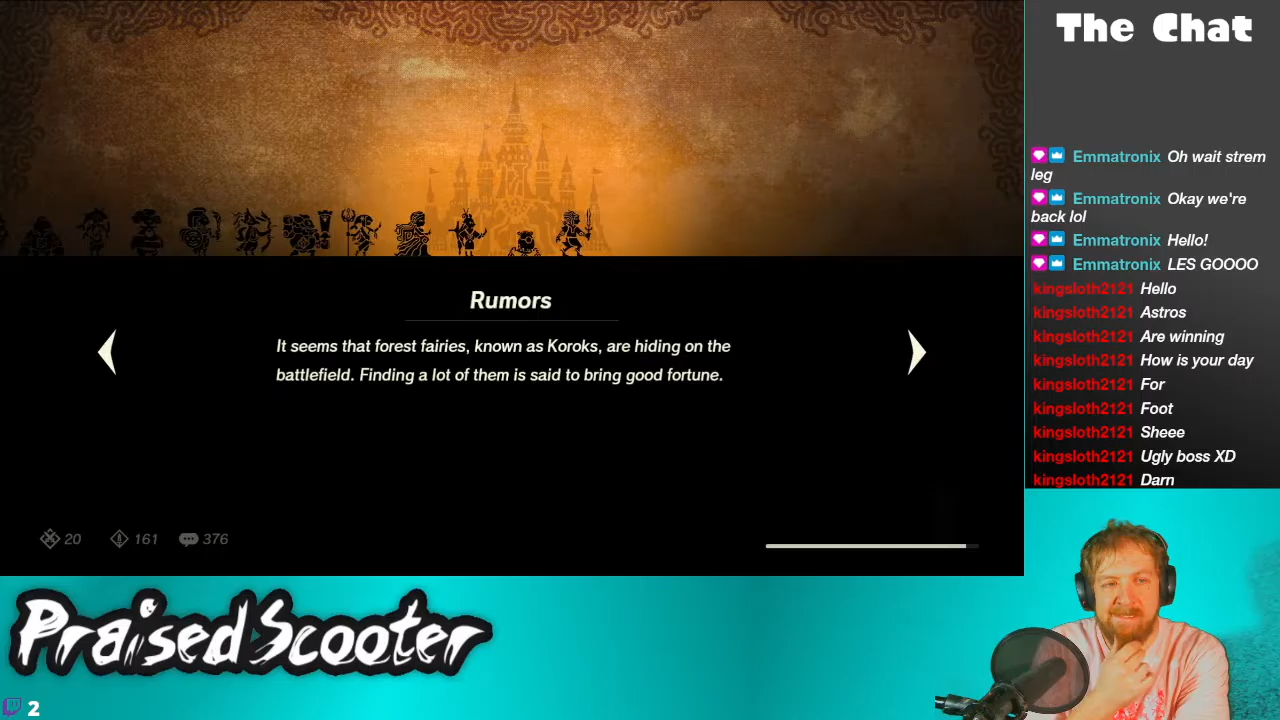 The Chat
Emmatronix Oh wait strem
leg
Emmatronix Okay we're
back lol
Emmatronix Hello!
Emmatronix LES GOOOO
kingsloth2121 Hello
kingsloth2121 Astros
kingsloth2121 Are winning
kingsloth2121 How is your day
kingsloth2121 For
kingsloth2121 Foot
kingsloth2121 Sheee
kingsloth2121 Ugly boss XD
kingsloth2121 Darn
Rumors
It seems that forest fairies, known as Koroks, are hiding on the
battlefield. Finding a lot of them is said to bring good fortune.
20 161 376
PraisedScooter
2